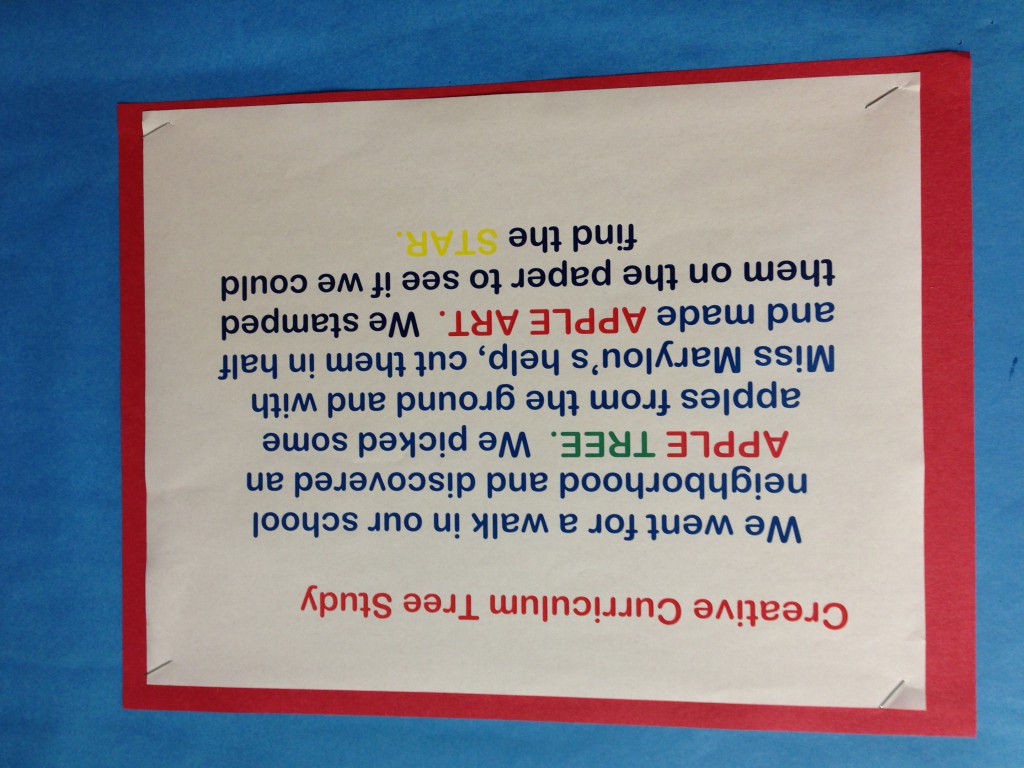 Creative Curriculum Tree Study
We went for a walk in our school
neighborhood and discovered an
APPLE TREE.  We picked some
apples from the ground and with
Miss Marylou's help, cut them in half
and made APPLE ART.  We stamped
them on the paper to see if we could
find the STAR.